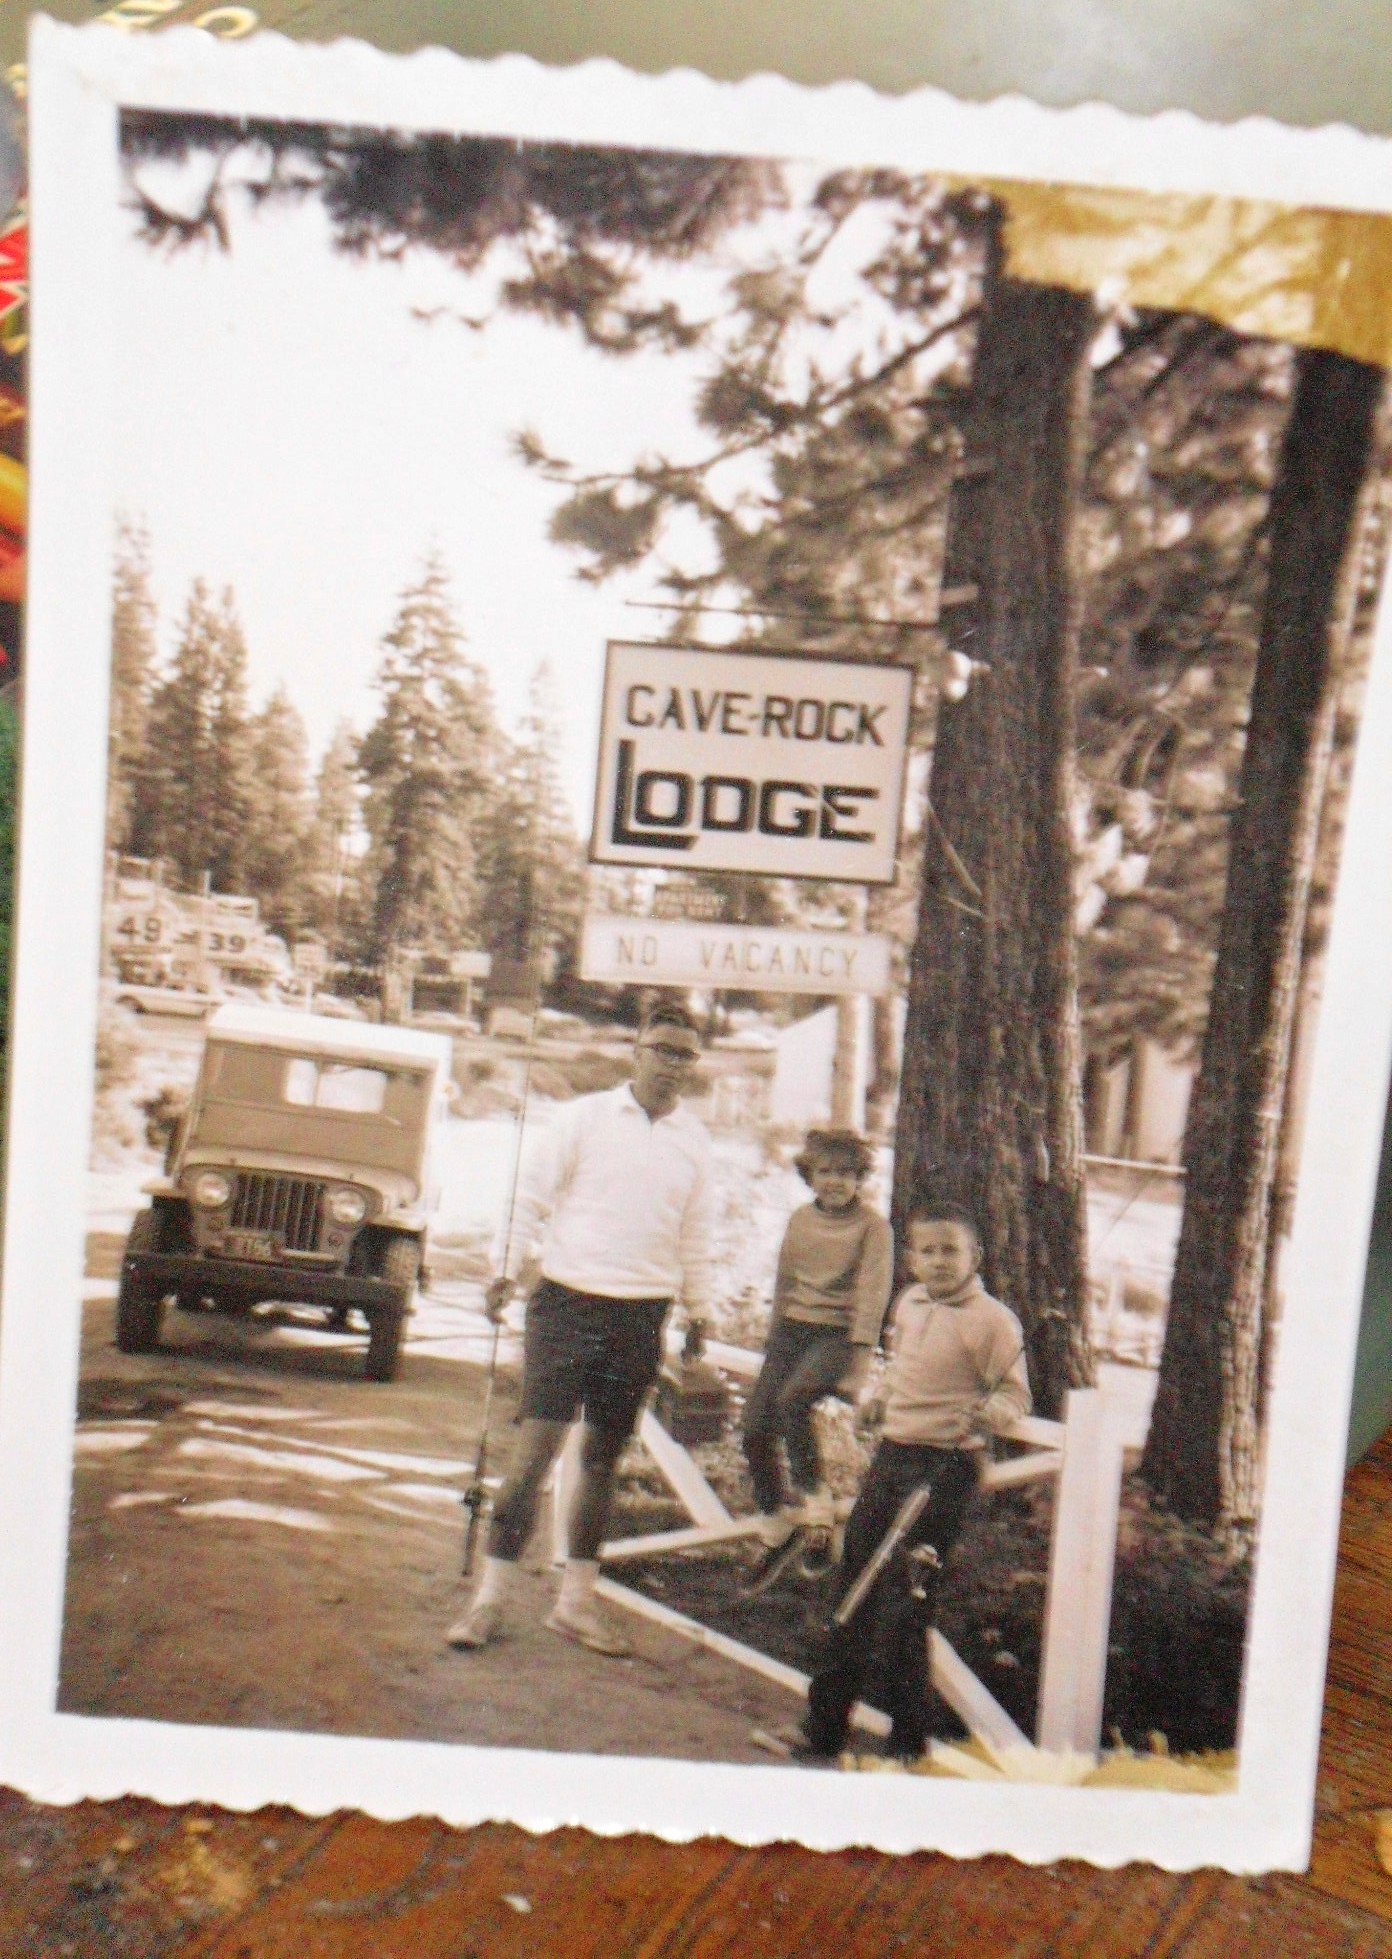 CAVE-ROCK
LODGE
NO VACANCY
49
39